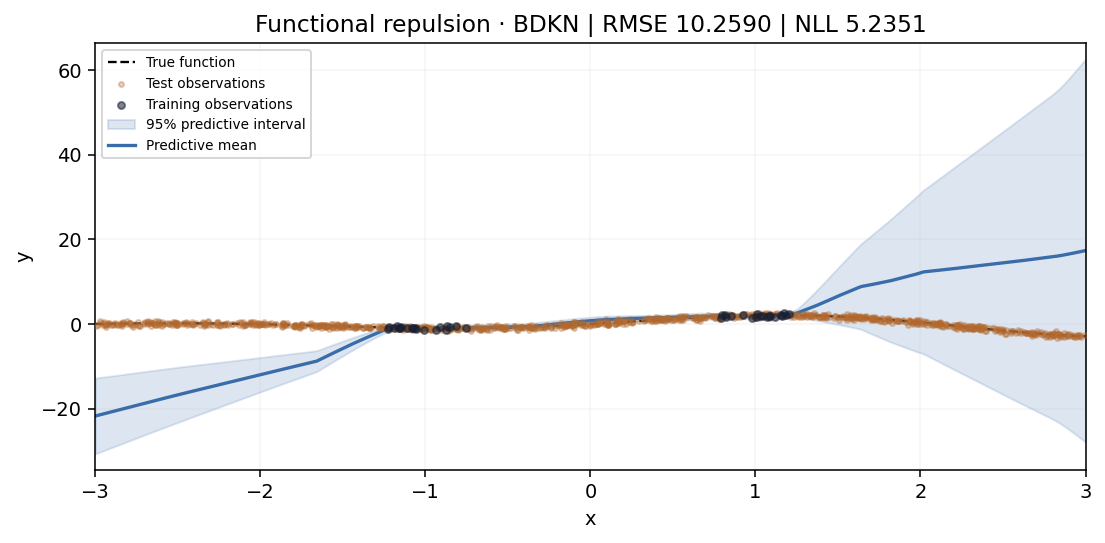 Functional repulsion · BDKN | RMSE 10.2590 | NLL 5.2351
True function
Test observations
Training observations
95% predictive interval
Predictive mean
60
40
20
0
−20
y
−3
−2
−1
0
1
2
3
x